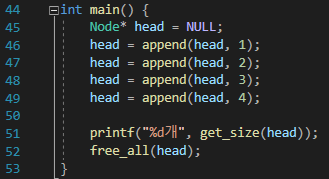 44 int main() {
45 Node* head = NULL;
46 head = append(head, 1);
47 head = append(head, 2);
48 head = append(head, 3);
49 head = append(head, 4);
50
51 printf("%d개", get_size(head));
52 free_all(head);
53 }